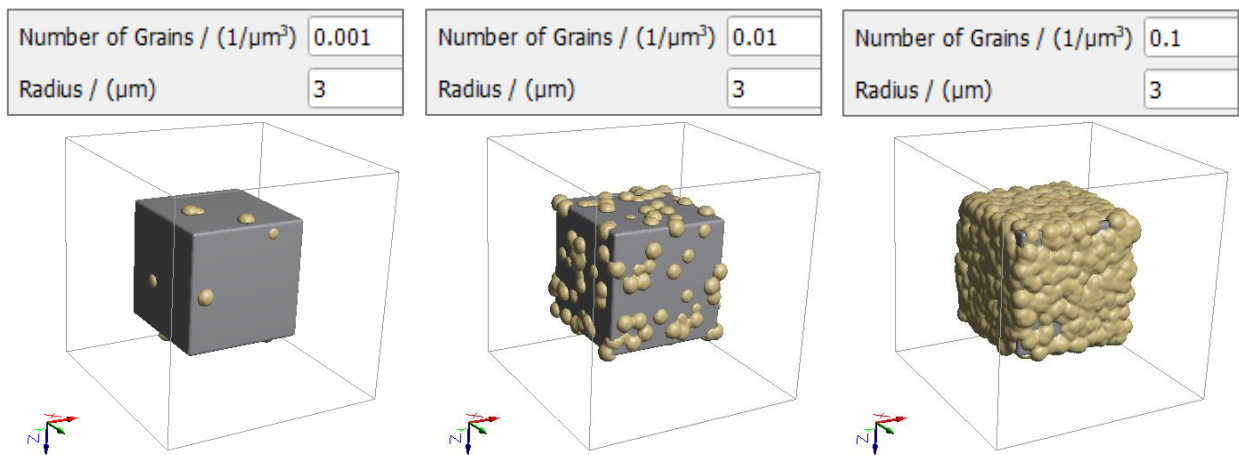 Number of Grains / (1/µm³) 0.001
Radius / (µm) 3
Number of Grains / (1/µm³) 0.01
Radius / (µm) 3
Number of Grains / (1/µm³) 0.1
Radius / (µm) 3
X
Z
X
Z
X
Z